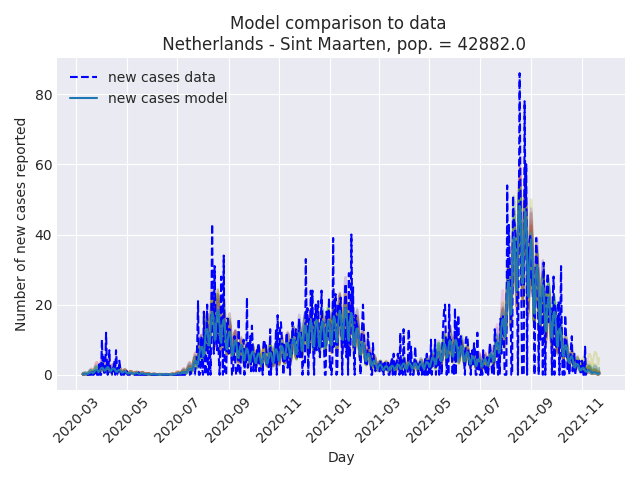 Model comparison to data
Netherlands - Sint Maarten, pop. = 42882.0
new cases data
new cases model
Number of new cases reported
80
60
40
20
0
2020-03
2020-05
2020-07
2020-09
2020-11
2021-01
2021-03
2021-05
2021-07
2021-09
2021-11
Day